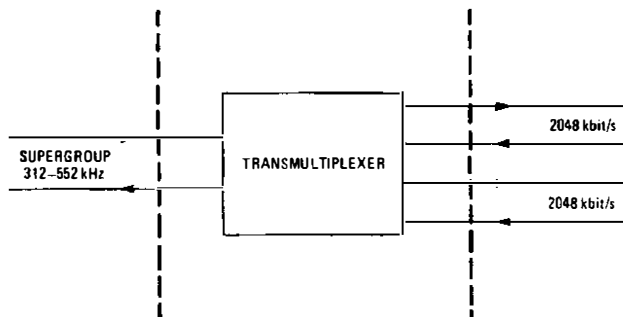 SUPERGROUP
312–552 kHz
TRANSMULTIPLEXER
2048 kbit/s
2048 kbit/s